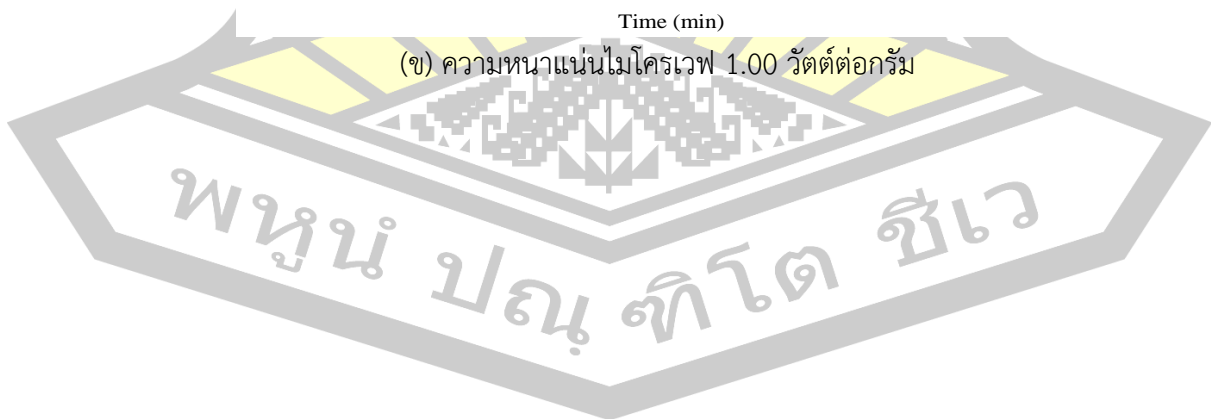 Time (min)
(ข) ความหนาแน่นไมโครเวฟ 1.00 วัตต์ต่อกรัม
พหูนํ ปณฺฑิโต ชีเว